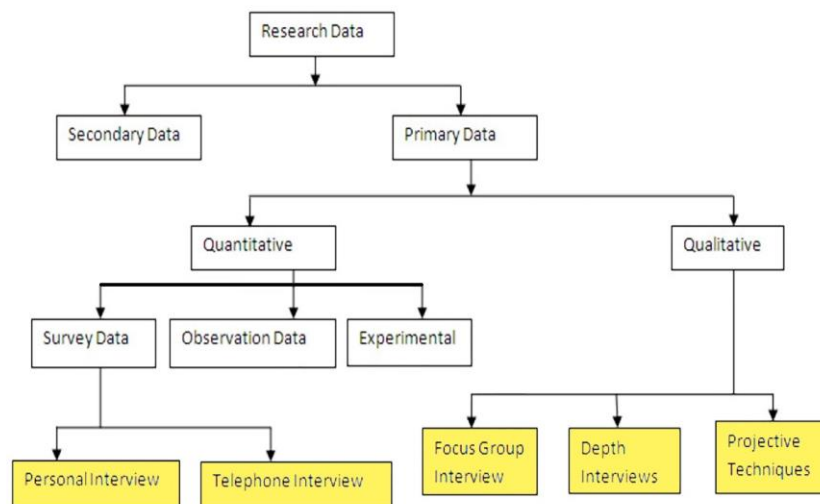 Research Data
Secondary Data
Primary Data
Quantitative
Qualitative
Survey Data
Observation Data
Experimental
Personal Interview
Telephone Interview
Focus Group
Interview
Depth
Interviews
Projective
Techniques